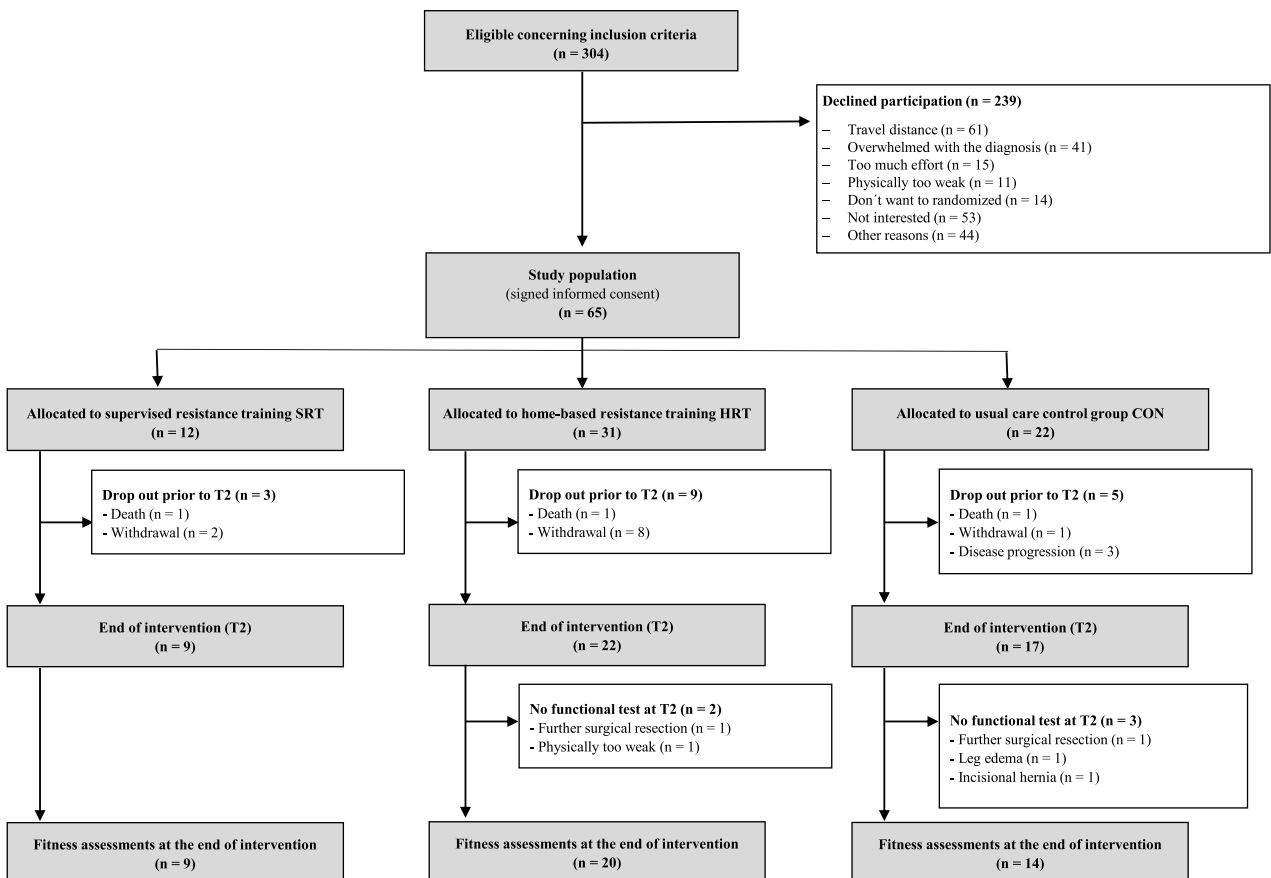 Eligible concerning inclusion criteria
(n = 304)
Declined participation (n = 239)
– Travel distance (n = 61)
– Overwhelmed with the diagnosis (n = 41)
– Too much effort (n = 15)
– Physically too weak (n = 11)
– Don´t want to randomized (n = 14)
– Not interested (n = 53)
– Other reasons (n = 44)
Study population
(signed informed consent)
(n = 65)
Allocated to supervised resistance training SRT
(n = 12)
Allocated to home-based resistance training HRT
(n = 31)
Allocated to usual care control group CON
(n = 22)
Drop out prior to T2 (n = 3)
- Death (n = 1)
- Withdrawal (n = 2)
Drop out prior to T2 (n = 9)
- Death (n = 1)
- Withdrawal (n = 8)
Drop out prior to T2 (n = 5)
- Death (n = 1)
- Withdrawal (n = 1)
- Disease progression (n = 3)
End of intervention (T2)
(n = 9)
End of intervention (T2)
(n = 22)
End of intervention (T2)
(n = 17)
No functional test at T2 (n = 2)
- Further surgical resection (n = 1)
- Physically too weak (n = 1)
No functional test at T2 (n = 3)
- Further surgical resection (n = 1)
- Leg edema (n = 1)
- Incisional hernia (n = 1)
Fitness assessments at the end of intervention
(n = 9)
Fitness assessments at the end of intervention
(n = 20)
Fitness assessments at the end of intervention
(n = 14)